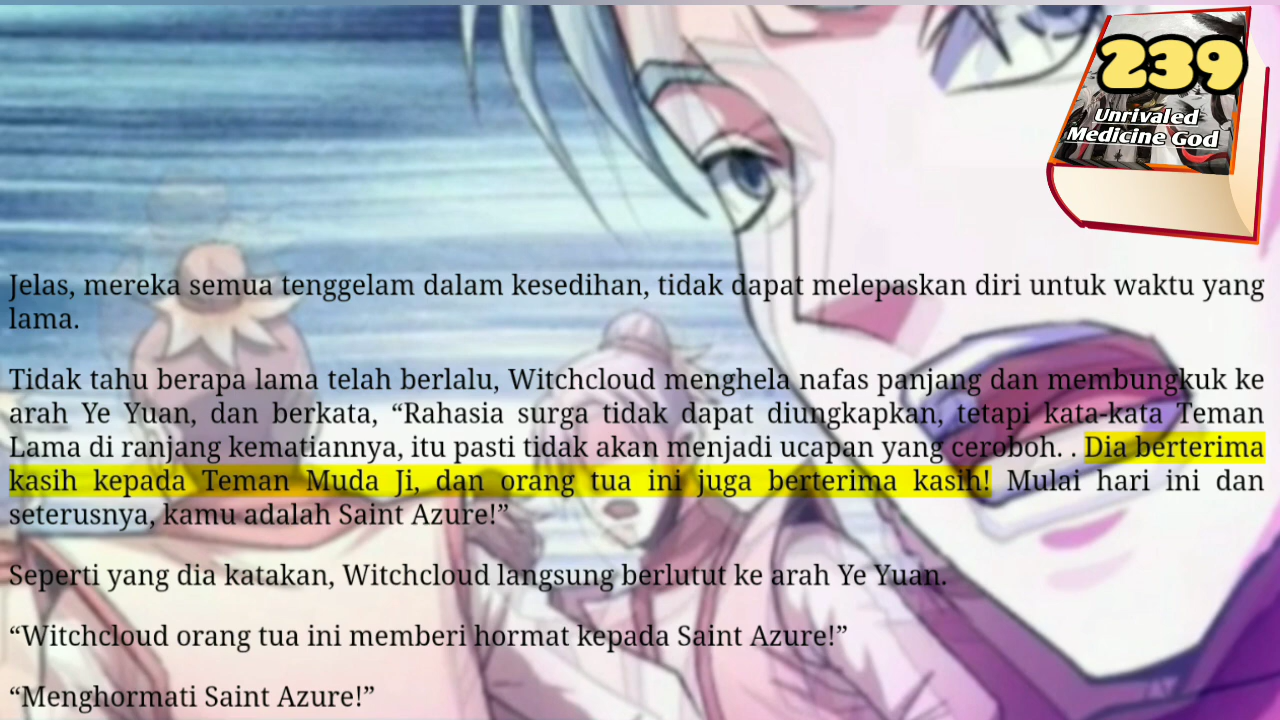 239
Unrivaled
Medicine God
Jelas, mereka semua tenggelam dalam kesedihan, tidak dapat melepaskan diri untuk waktu yang
lama.
Tidak tahu berapa lama telah berlalu, Witchcloud menghela nafas panjang dan membungkuk ke
arah Ye Yuan, dan berkata, “Rahasia surga tidak dapat diungkapkan, tetapi kata-kata Teman
Lama di ranjang kematiannya, itu pasti tidak akan menjadi ucapan yang ceroboh. . Dia berterima
kasih kepada Teman Muda Ji, dan orang tua ini juga berterima kasih! Mulai hari ini dan
seterusnya, kamu adalah Saint Azure!”
Seperti yang dia katakan, Witchcloud langsung berlutut ke arah Ye Yuan.
“Witchcloud orang tua ini memberi hormat kepada Saint Azure!”
“Menghormati Saint Azure!”